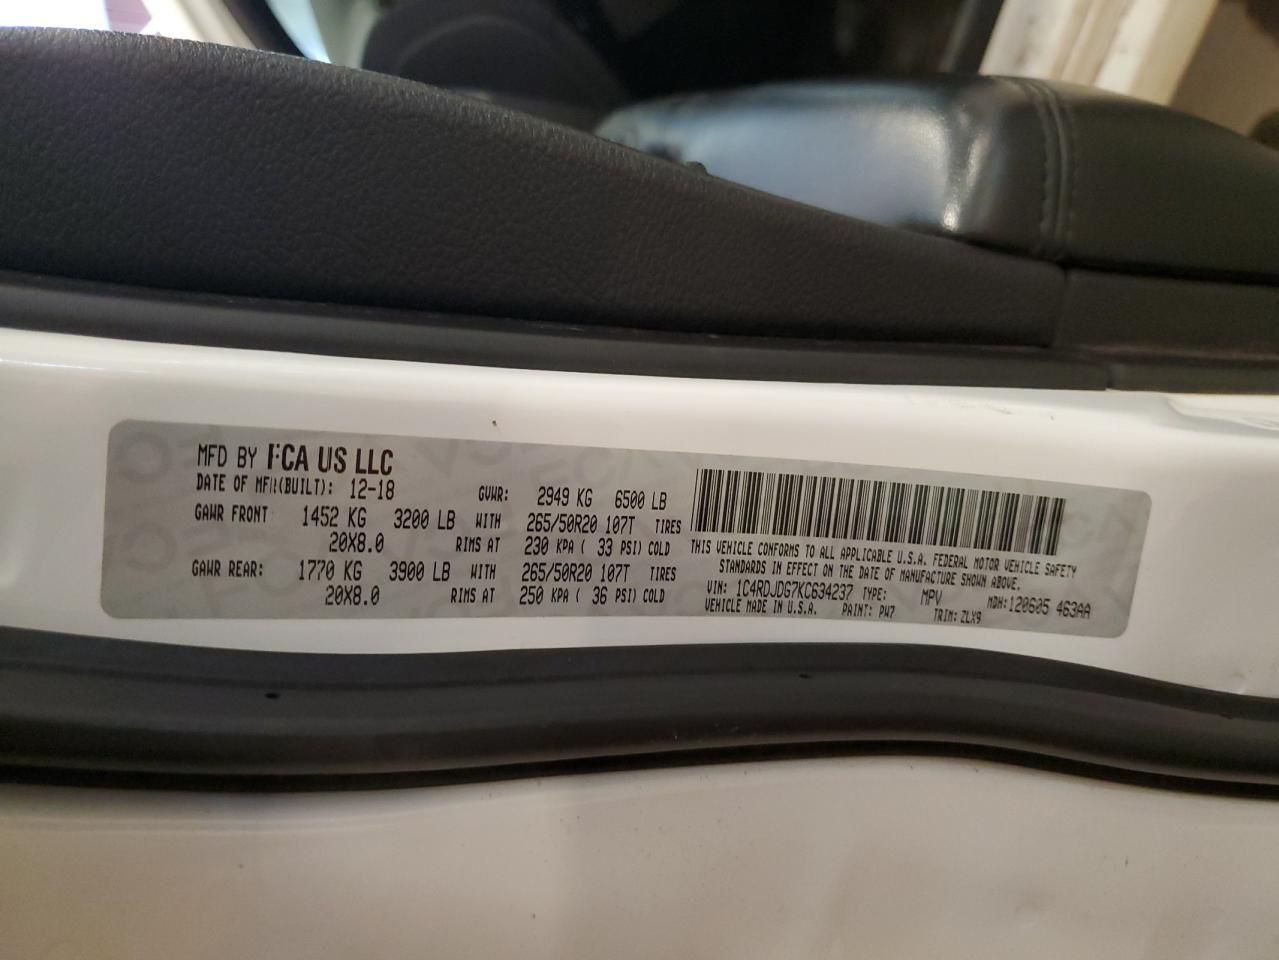 MFD BY FCA US LLC
DATE OF MFR(BUILT): 12-18 GVWR: 2949 KG 6500 LB
GAWR FRONT 1452 KG 3200 LB WITH 265/50R20 107T TIRES
20X8.0 RIMS AT 230 KPA ( 33 PSI) COLD
GAWR REAR: 1770 KG 3900 LB WITH 265/50R20 107T TIRES
20X8.0 RIMS AT 250 KPA ( 36 PSI) COLD
THIS VEHICLE CONFORMS TO ALL APPLICABLE U.S.A. FEDERAL MOTOR VEHICLE SAFETY
STANDARDS IN EFFECT ON THE DATE OF MANUFACTURE SHOWN ABOVE.
VIN: 1C4RDJDG7KC634237 TYPE: MPV MDH:120605 463AA
VEHICLE MADE IN U.S.A. PAINT: PW7 TRIM: ZLX9